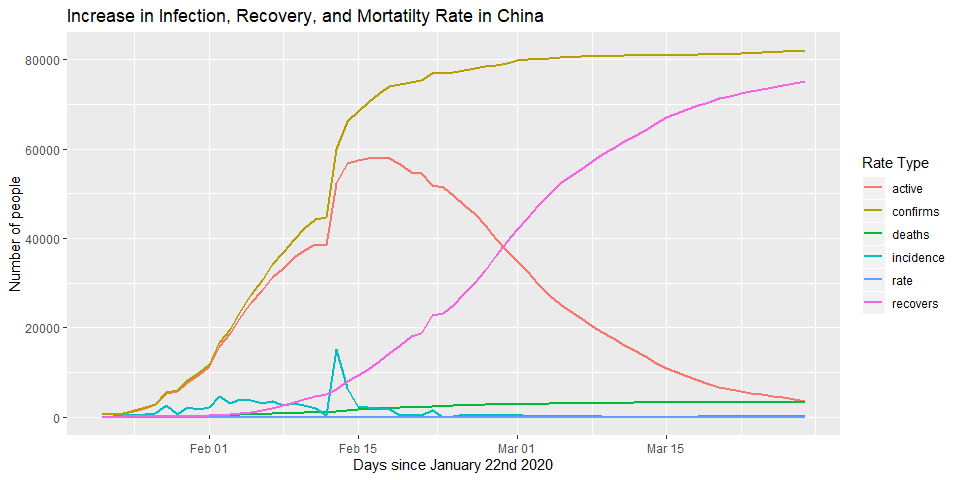 Increase in Infection, Recovery, and Mortatilty Rate in China
80000
60000
40000
20000
0
Number of people
Feb 01
Feb 15
Mar 01
Mar 15
Days since January 22nd 2020
Rate Type
active
confirms
deaths
incidence
rate
recovers